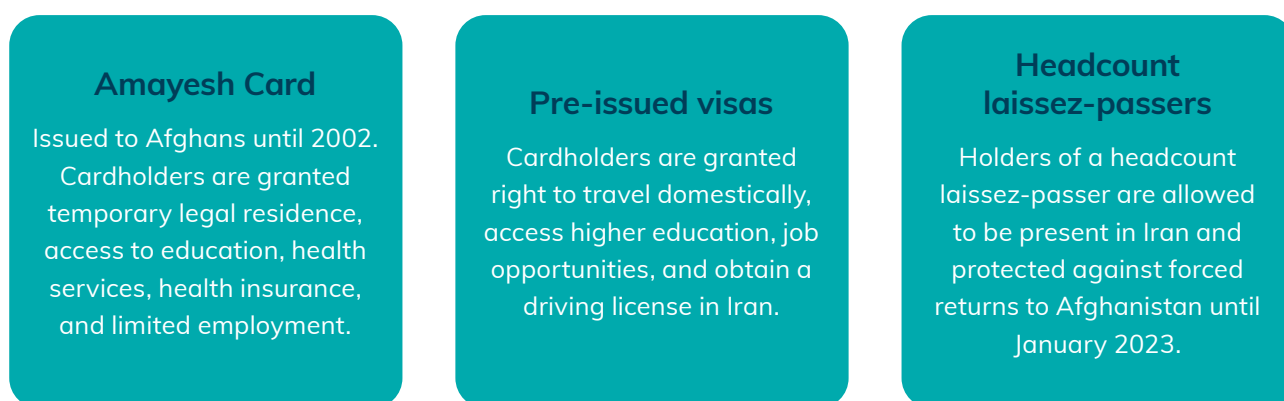 Amayesh Card
Issued to Afghans until 2002.
Cardholders are granted
temporary legal residence,
access to education, health
services, health insurance,
and limited employment.
Pre-issued visas
Cardholders are granted
right to travel domestically,
access higher education, job
opportunities, and obtain a
driving license in Iran.
Headcount
laissez-passers
Holders of a headcount
laissez-passer are allowed
to be present in Iran and
protected against forced
returns to Afghanistan until
January 2023.